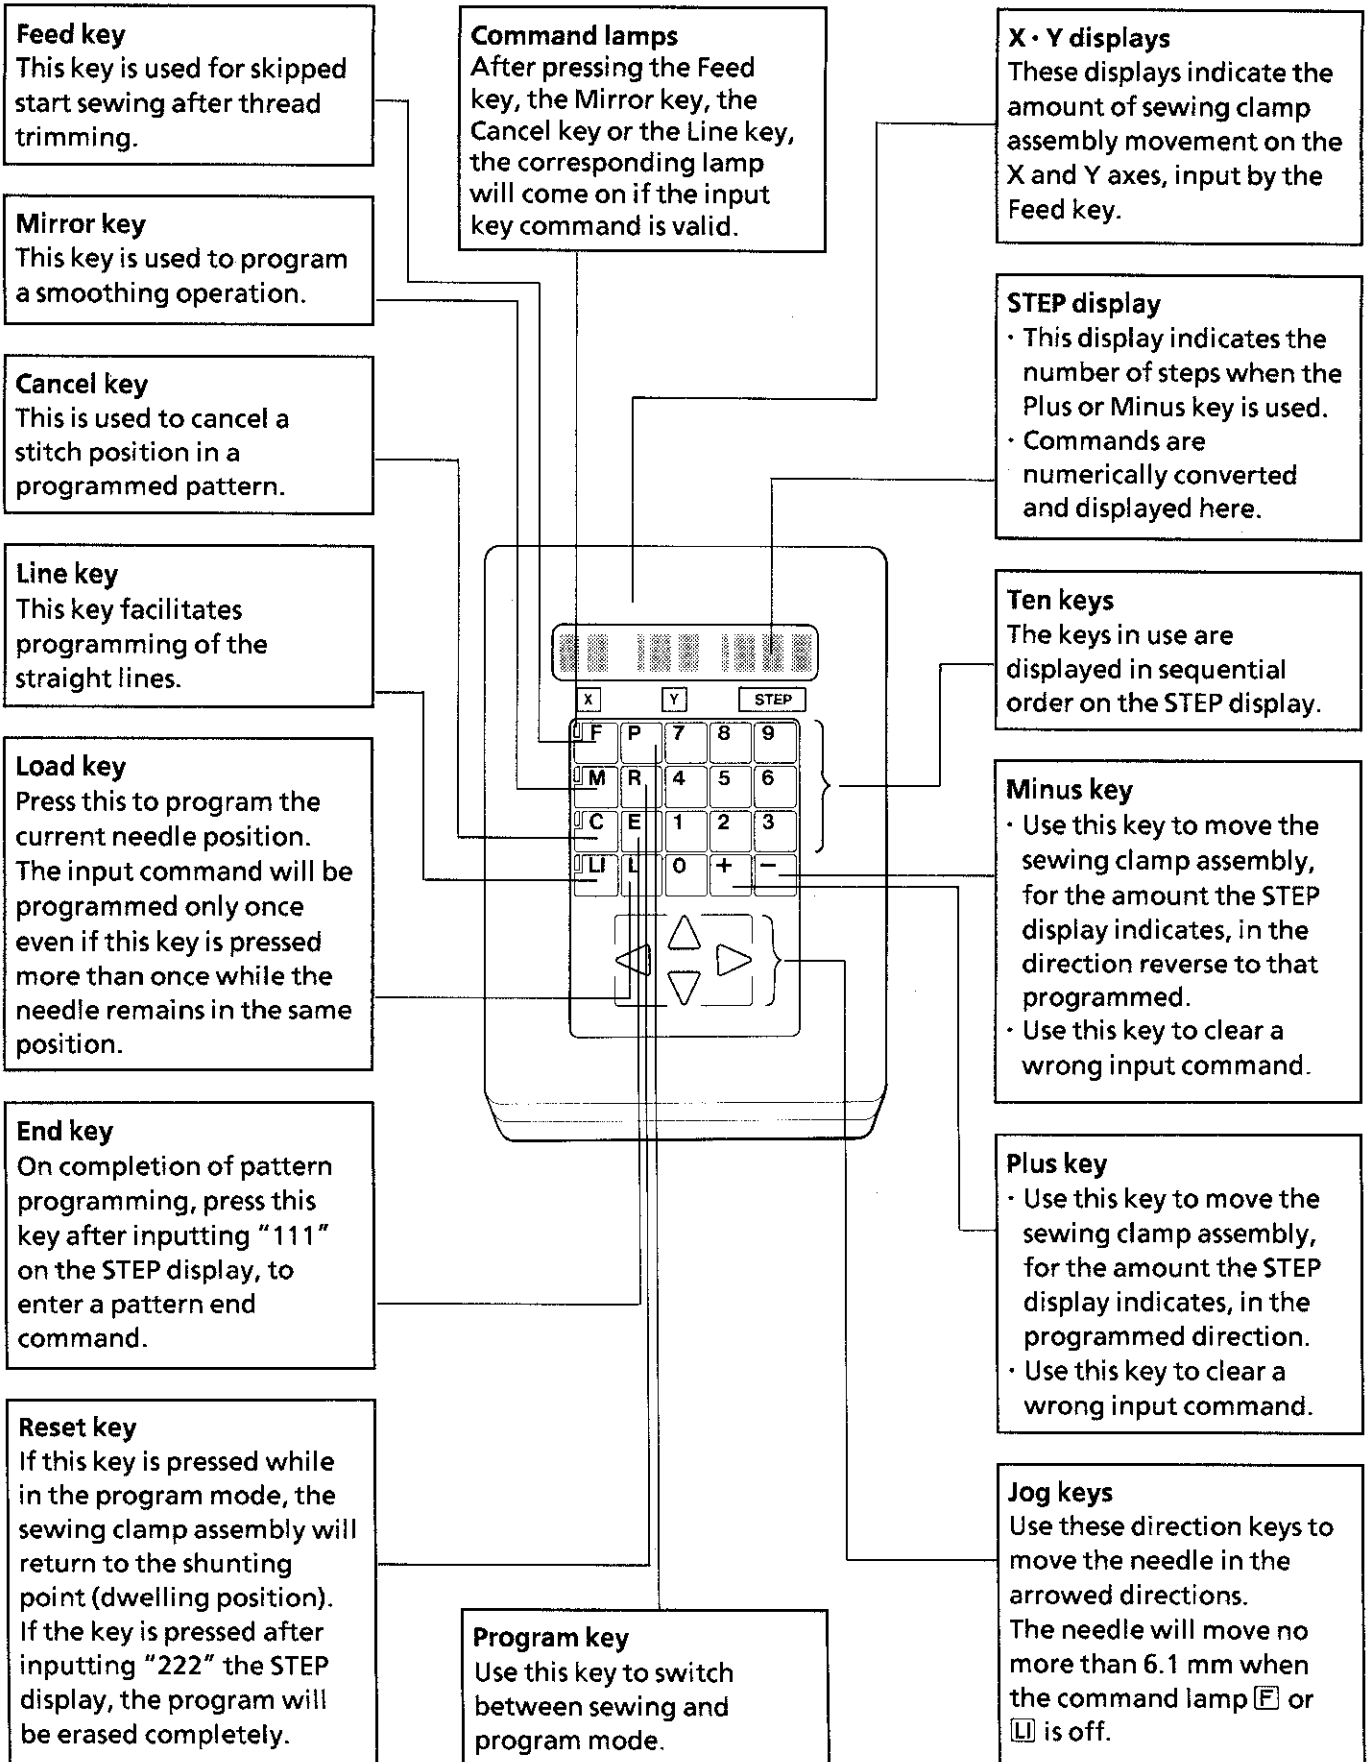 Feed key
This key is used for skipped
start sewing after thread
trimming.
Mirror key
This key is used to program
a smoothing operation.
Cancel key
This is used to cancel a
stitch position in a
programmed pattern.
Line key
This key facilitates
programming of the
straight lines.
Load key
Press this to program the
current needle position.
The input command will be
programmed only once
even if this key is pressed
more than once while the
needle remains in the same
position.
End key
On completion of pattern
programming, press this
key after inputting "111"
on the STEP display, to
enter a pattern end
command.
Reset key
If this key is pressed while
in the program mode, the
sewing clamp assembly will
return to the shunting
point (dwelling position).
If the key is pressed after
inputting "222" the STEP
display, the program will
be erased completely.
Command lamps
After pressing the Feed
key, the Mirror key, the
Cancel key or the Line key,
the corresponding lamp
will come on if the input
key command is valid.
X Y STEP
F P 7 8 9
M R 4 5 6
C E 1 2 3
LI L 0 + −
Program key
Use this key to switch
between sewing and
program mode.
X · Y displays
These displays indicate the
amount of sewing clamp
assembly movement on the
X and Y axes, input by the
Feed key.
STEP display
· This display indicates the
number of steps when the
Plus or Minus key is used.
· Commands are
numerically converted
and displayed here.
Ten keys
The keys in use are
displayed in sequential
order on the STEP display.
Minus key
· Use this key to move the
sewing clamp assembly,
for the amount the STEP
display indicates, in the
direction reverse to that
programmed.
· Use this key to clear a
wrong input command.
Plus key
· Use this key to move the
sewing clamp assembly,
for the amount the STEP
display indicates, in the
programmed direction.
· Use this key to clear a
wrong input command.
Jog keys
Use these direction keys to
move the needle in the
arrowed directions.
The needle will move no
more than 6.1 mm when
the command lamp F or
LI is off.